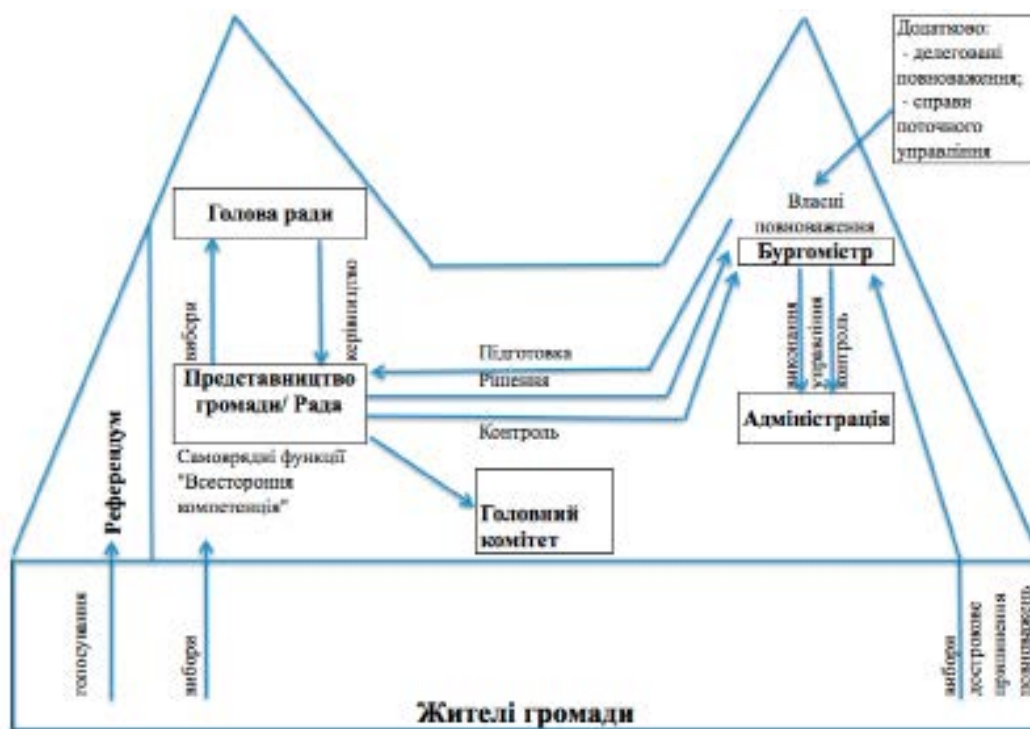 Додатково:
- делеговані
повноваження;
- справи
поточного
управління
Голова ради
Власні
повноваження
Бургомістр
вибори
керівництво
виконання
управління
контроль
Підготовка
Рішення
Контроль
Представництво
громади/ Рада
Адміністрація
Самоврядні функції
"Всестороння
компетенція"
Головний
комітет
Референдум
голосування
вибори
вибори
дострокове
припинення
повноважень
Жителі громади